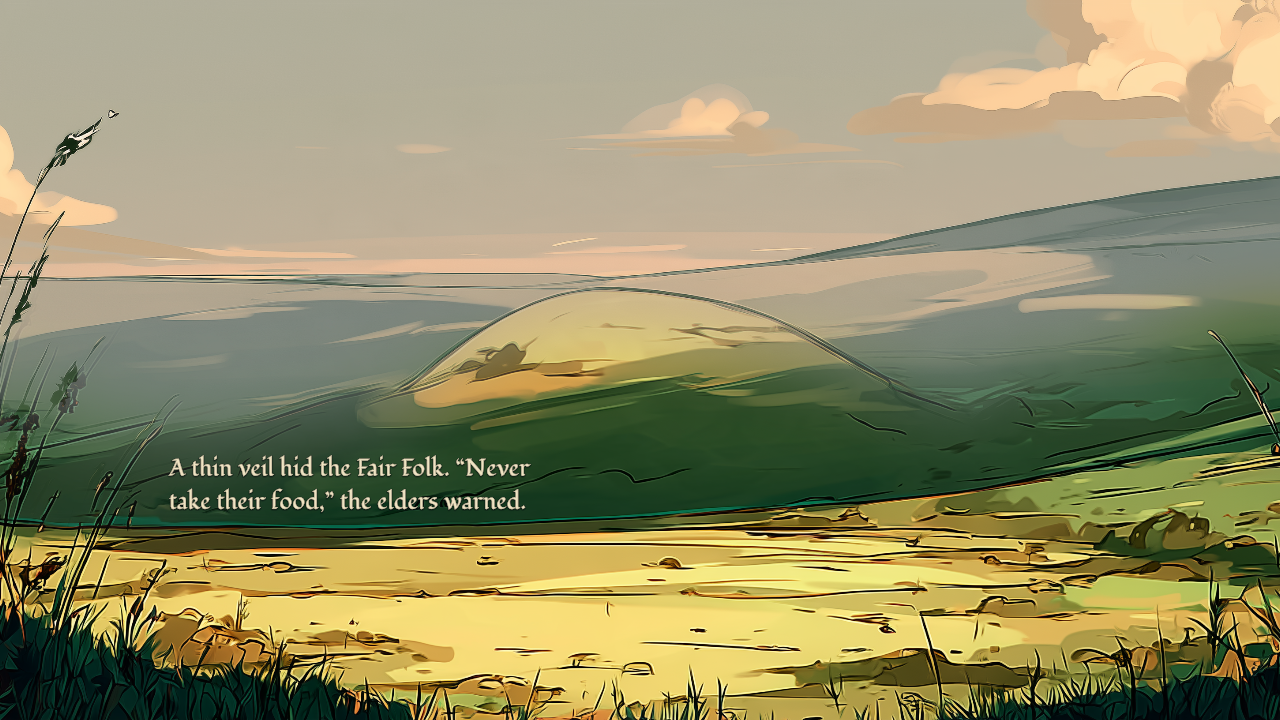 A thin veil hid the Fair Folk. “Never
take their food,” the elders warned.